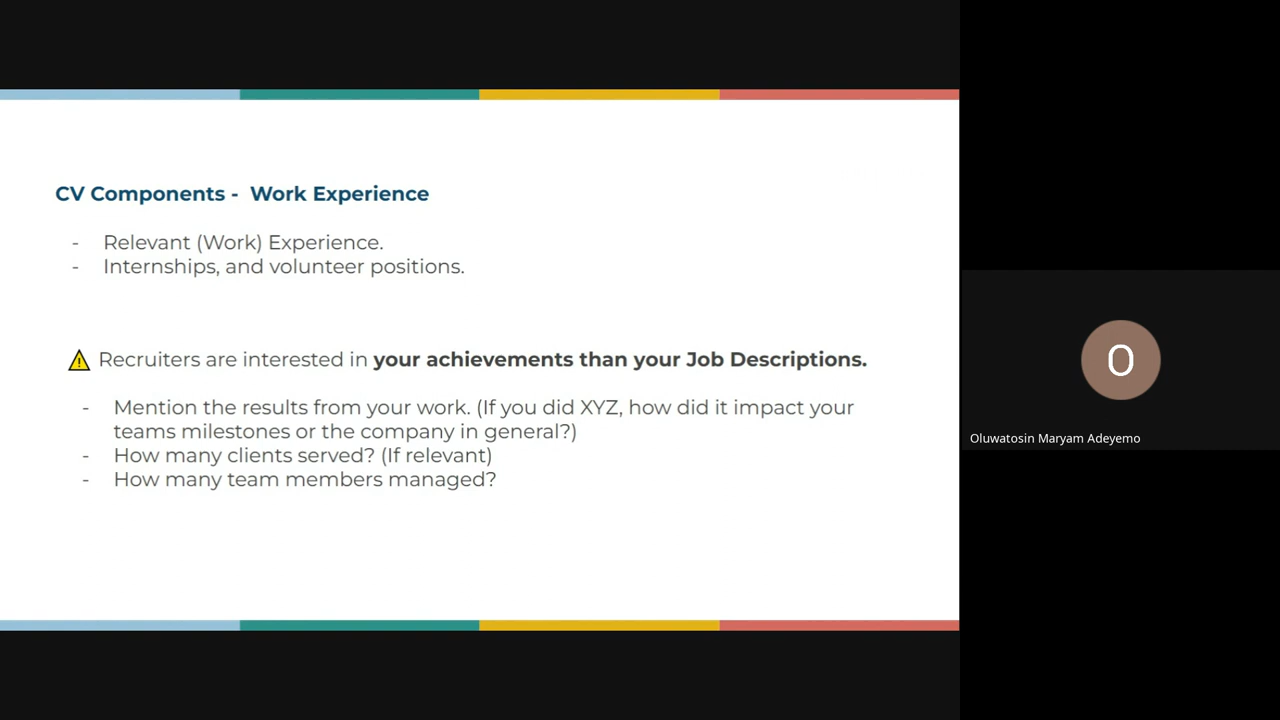 CV Components - Work Experience
- Relevant (Work) Experience.
- Internships, and volunteer positions.
Recruiters are interested in your achievements than your Job Descriptions.
- Mention the results from your work. (If you did XYZ, how did it impact your
teams milestones or the company in general?)
- How many clients served? (If relevant)
- How many team members managed?
O
Oluwatosin Maryam Adeyemo